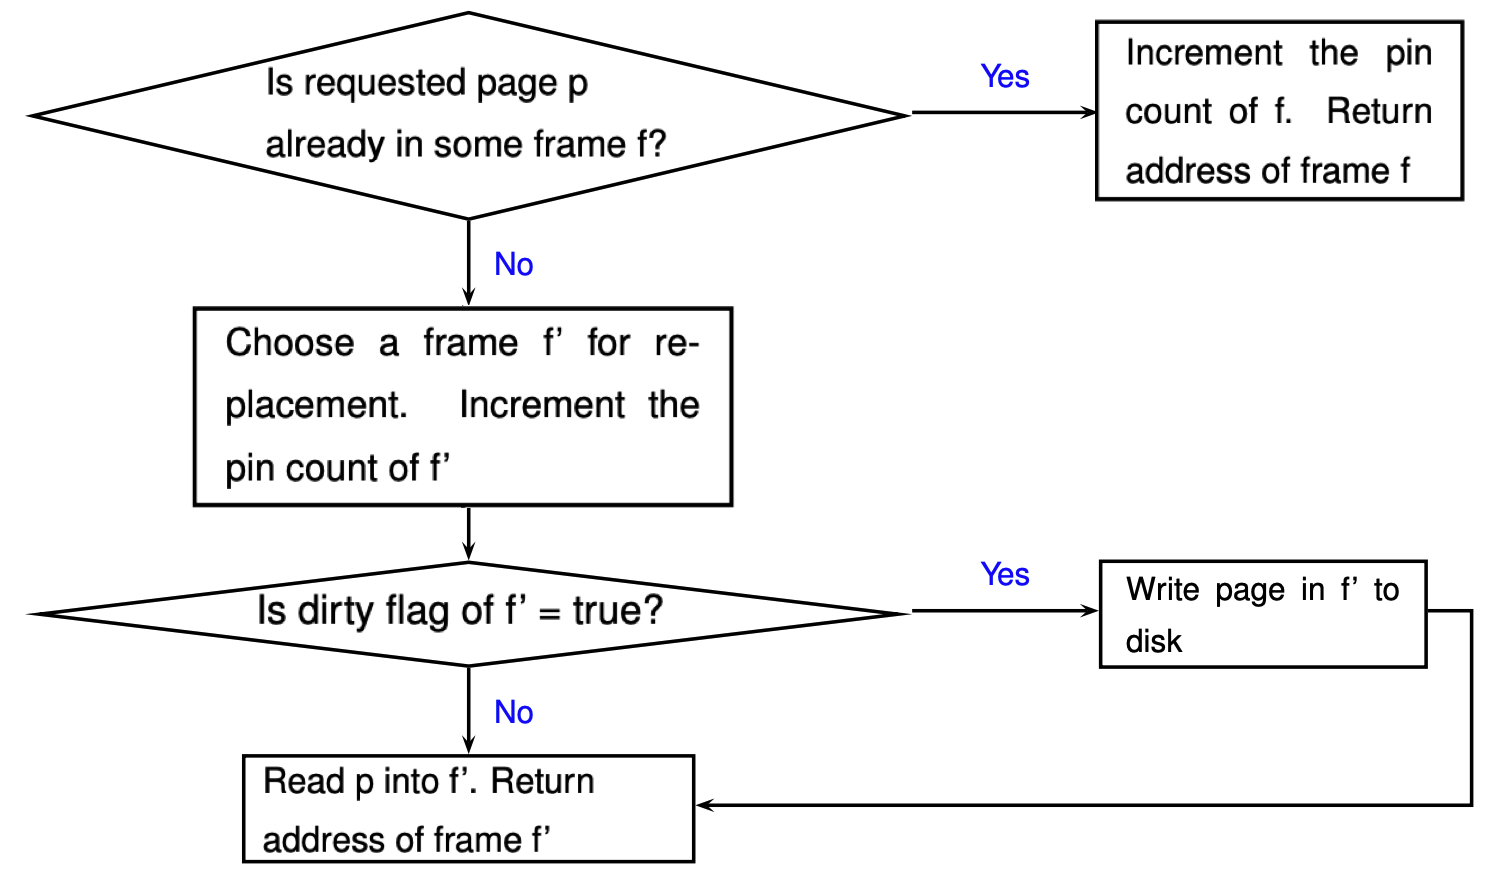 Is requested page p
already in some frame f?
Yes
Increment the pin
count of f. Return
address of frame f
No
Choose a frame f’ for re-
placement. Increment the
pin count of f’
Is dirty flag of f’ = true?
Yes
Write page in f’ to
disk
No
Read p into f’. Return
address of frame f’